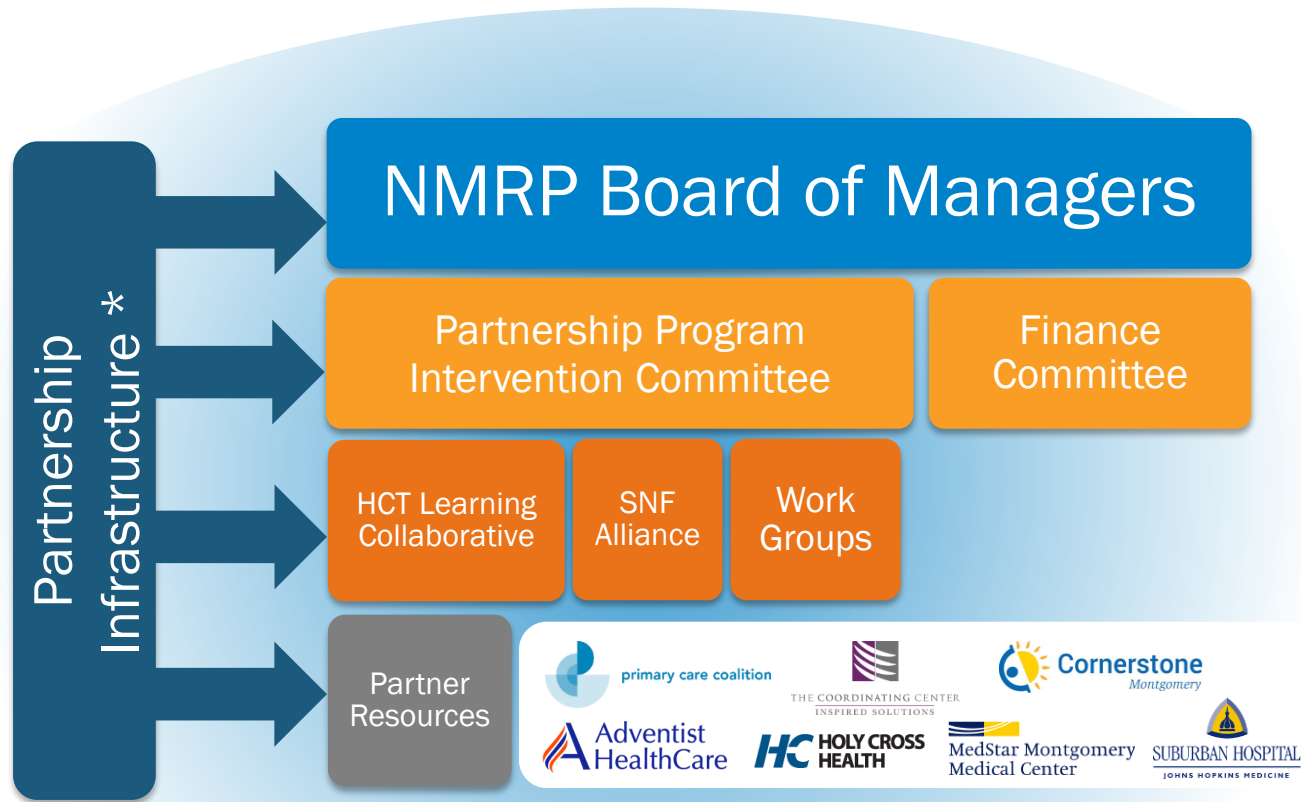 Partnership
Infrastructure *
NMRP Board of Managers
Partnership Program
Intervention Committee
Finance
Committee
HCT Learning
Collaborative
SNF
Alliance
Work
Groups
Partner
Resources
primary care coalition
THE COORDINATING CENTER
INSPIRED SOLUTIONS
Cornerstone
Montgomery
Adventist
HealthCare
HC HOLY CROSS
HEALTH
MedStar Montgomery
Medical Center
SUBURBAN HOSPITAL
JOHNS HOPKINS MEDICINE